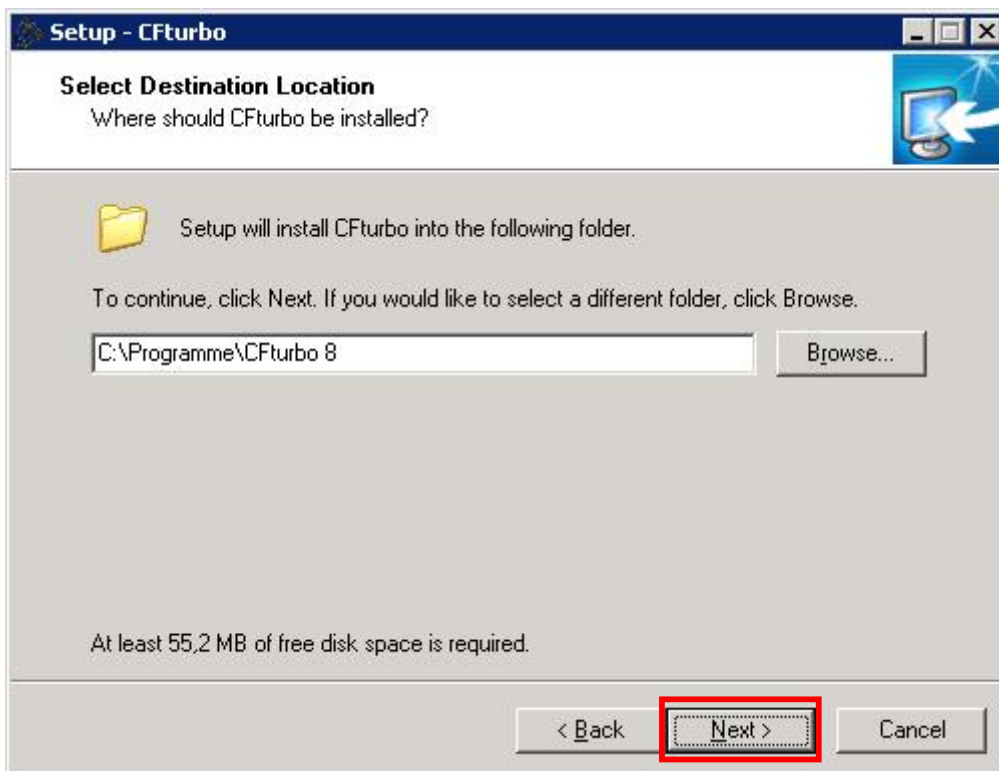 Setup - CFturbo
Select Destination Location
Where should CFturbo be installed?
Setup will install CFturbo into the following folder.
To continue, click Next. If you would like to select a different folder, click Browse.
C:\Programme\CFturbo 8
Browse...
At least 55,2 MB of free disk space is required.
< Back
Next >
Cancel